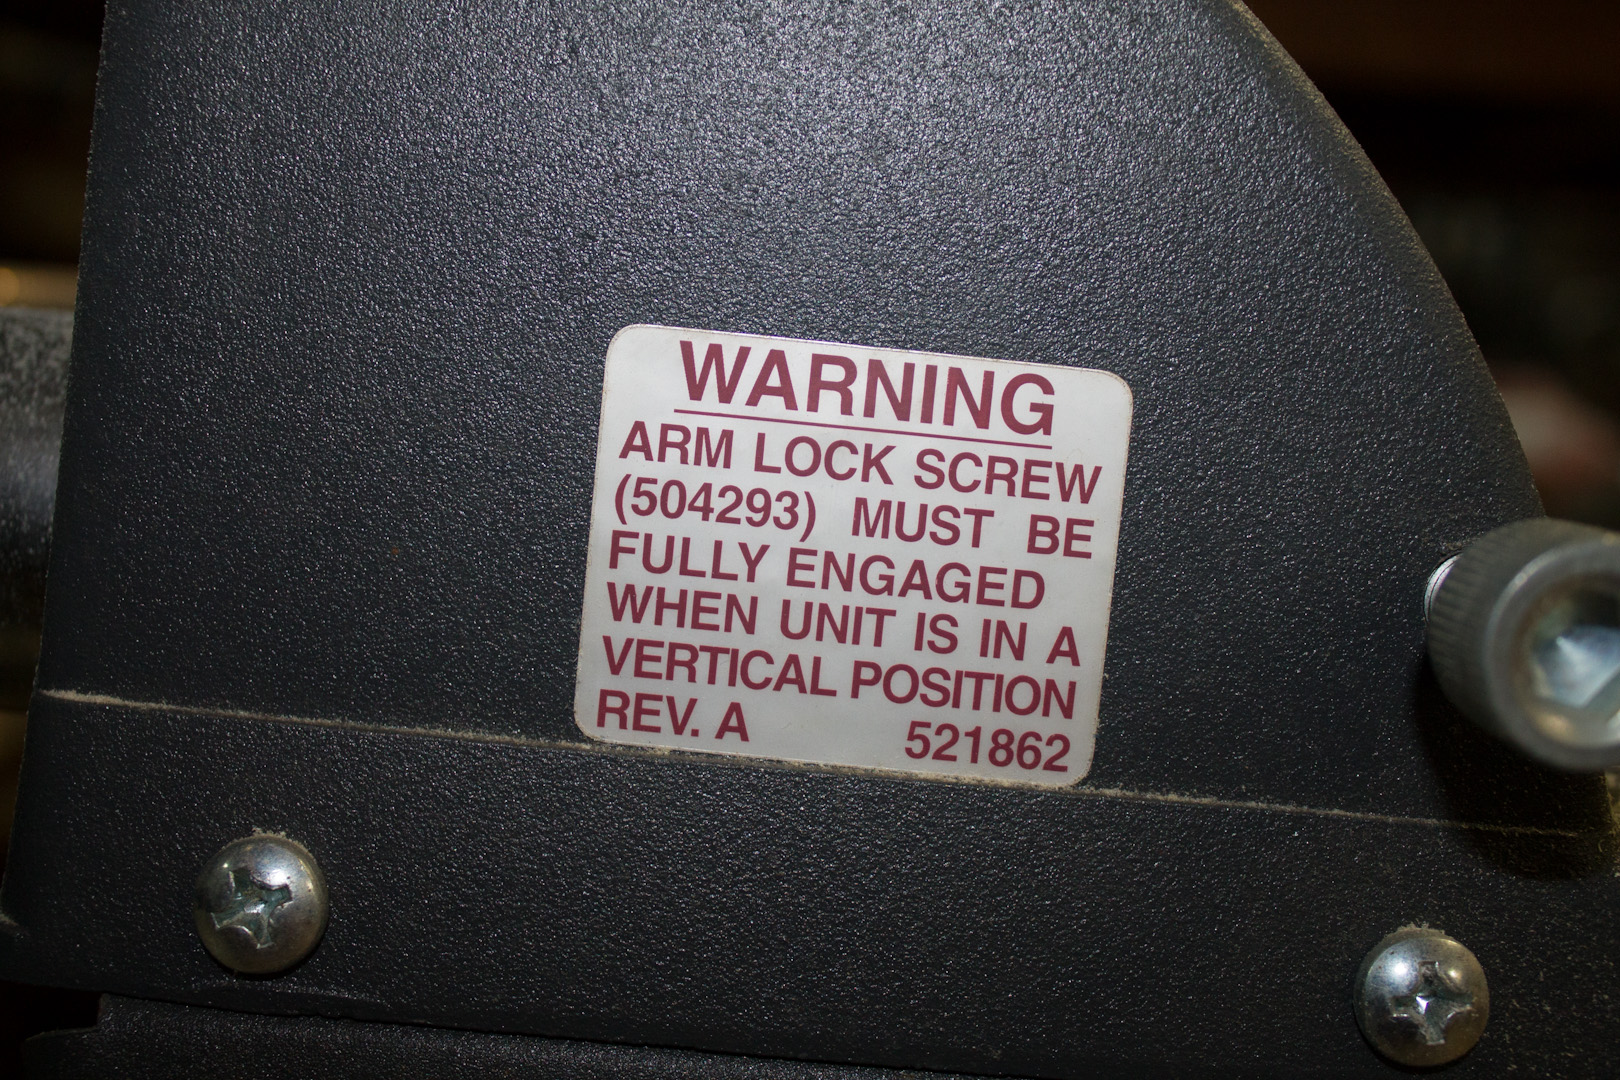 WARNING
ARM LOCK SCREW
(504293) MUST BE
FULLY ENGAGED
WHEN UNIT IS IN A
VERTICAL POSITION
REV. A 521862